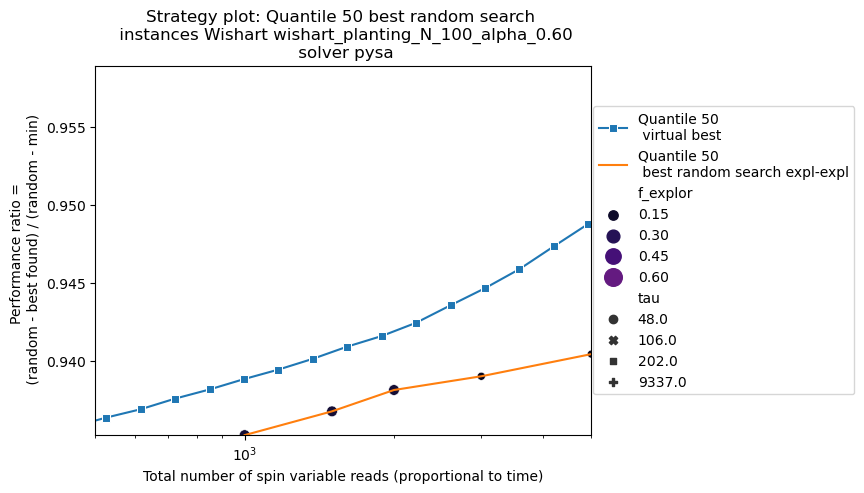 Strategy plot: Quantile 50 best random search
instances Wishart wishart_planting_N_100_alpha_0.60
solver pysa
Performance ratio =
(random - best found) / (random - min)
0.955
0.950
0.945
0.940
10³
Total number of spin variable reads (proportional to time)
Quantile 50
virtual best
Quantile 50
best random search expl-expl
f_explor
0.15
0.30
0.45
0.60
tau
48.0
106.0
202.0
9337.0